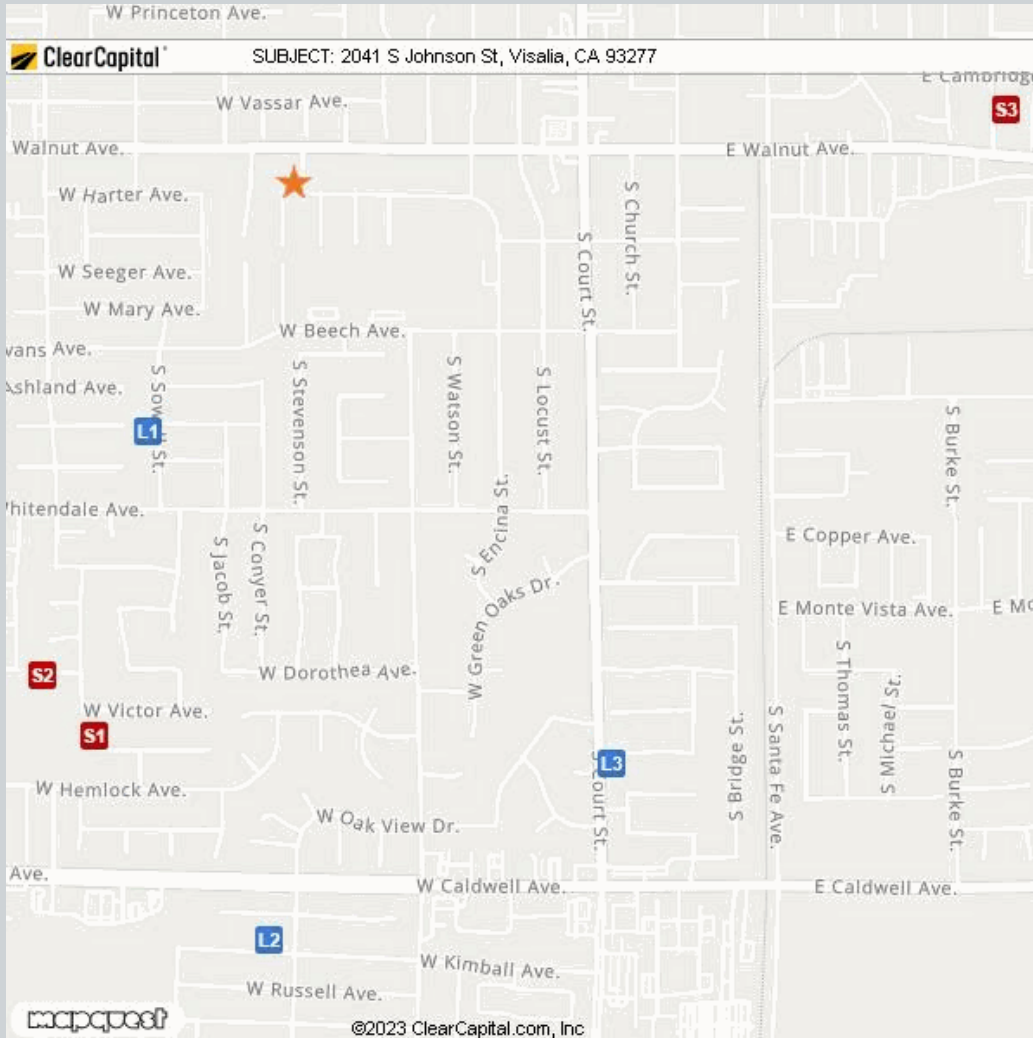 W Princeton Ave.
ClearCapital
SUBJECT: 2041 S Johnson St, Visalia, CA 93277
E Cambridg
W Vassar Ave.
S3
Walnut Ave.
E Walnut Ave.
W Harter Ave.
S Church St.
S Court St.
W Seeger Ave.
W Mary Ave.
W Beech Ave.
vans Ave.
Ashland Ave.
S Sow
St.
L1
S Stevenson St.
S Watson St.
S Locust St.
S Burke St.
hitendale Ave.
S Encina St.
E Copper Ave.
S Jacob St.
S Conyer St.
W Green Oaks Dr.
E Monte Vista Ave.
E Mo
S2
W Dorothea Ave.
S Thomas St.
S Michael St.
W Victor Ave.
S1
S Bridge St.
S Santa Fe Ave.
L3
Court St.
S Burke St.
W Hemlock Ave.
W Oak View Dr.
Ave.
W Caldwell Ave.
E Caldwell Ave.
L2
W Kimball Ave.
W Russell Ave.
mapquest
©2023 ClearCapital.com, Inc